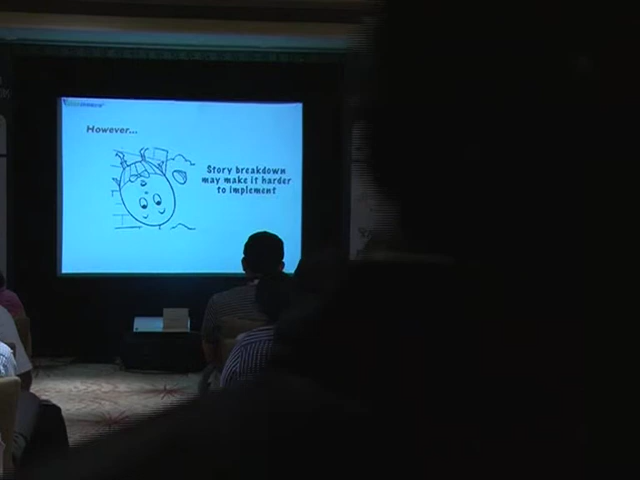 However...
Story breakdown
may make it harder
to implement